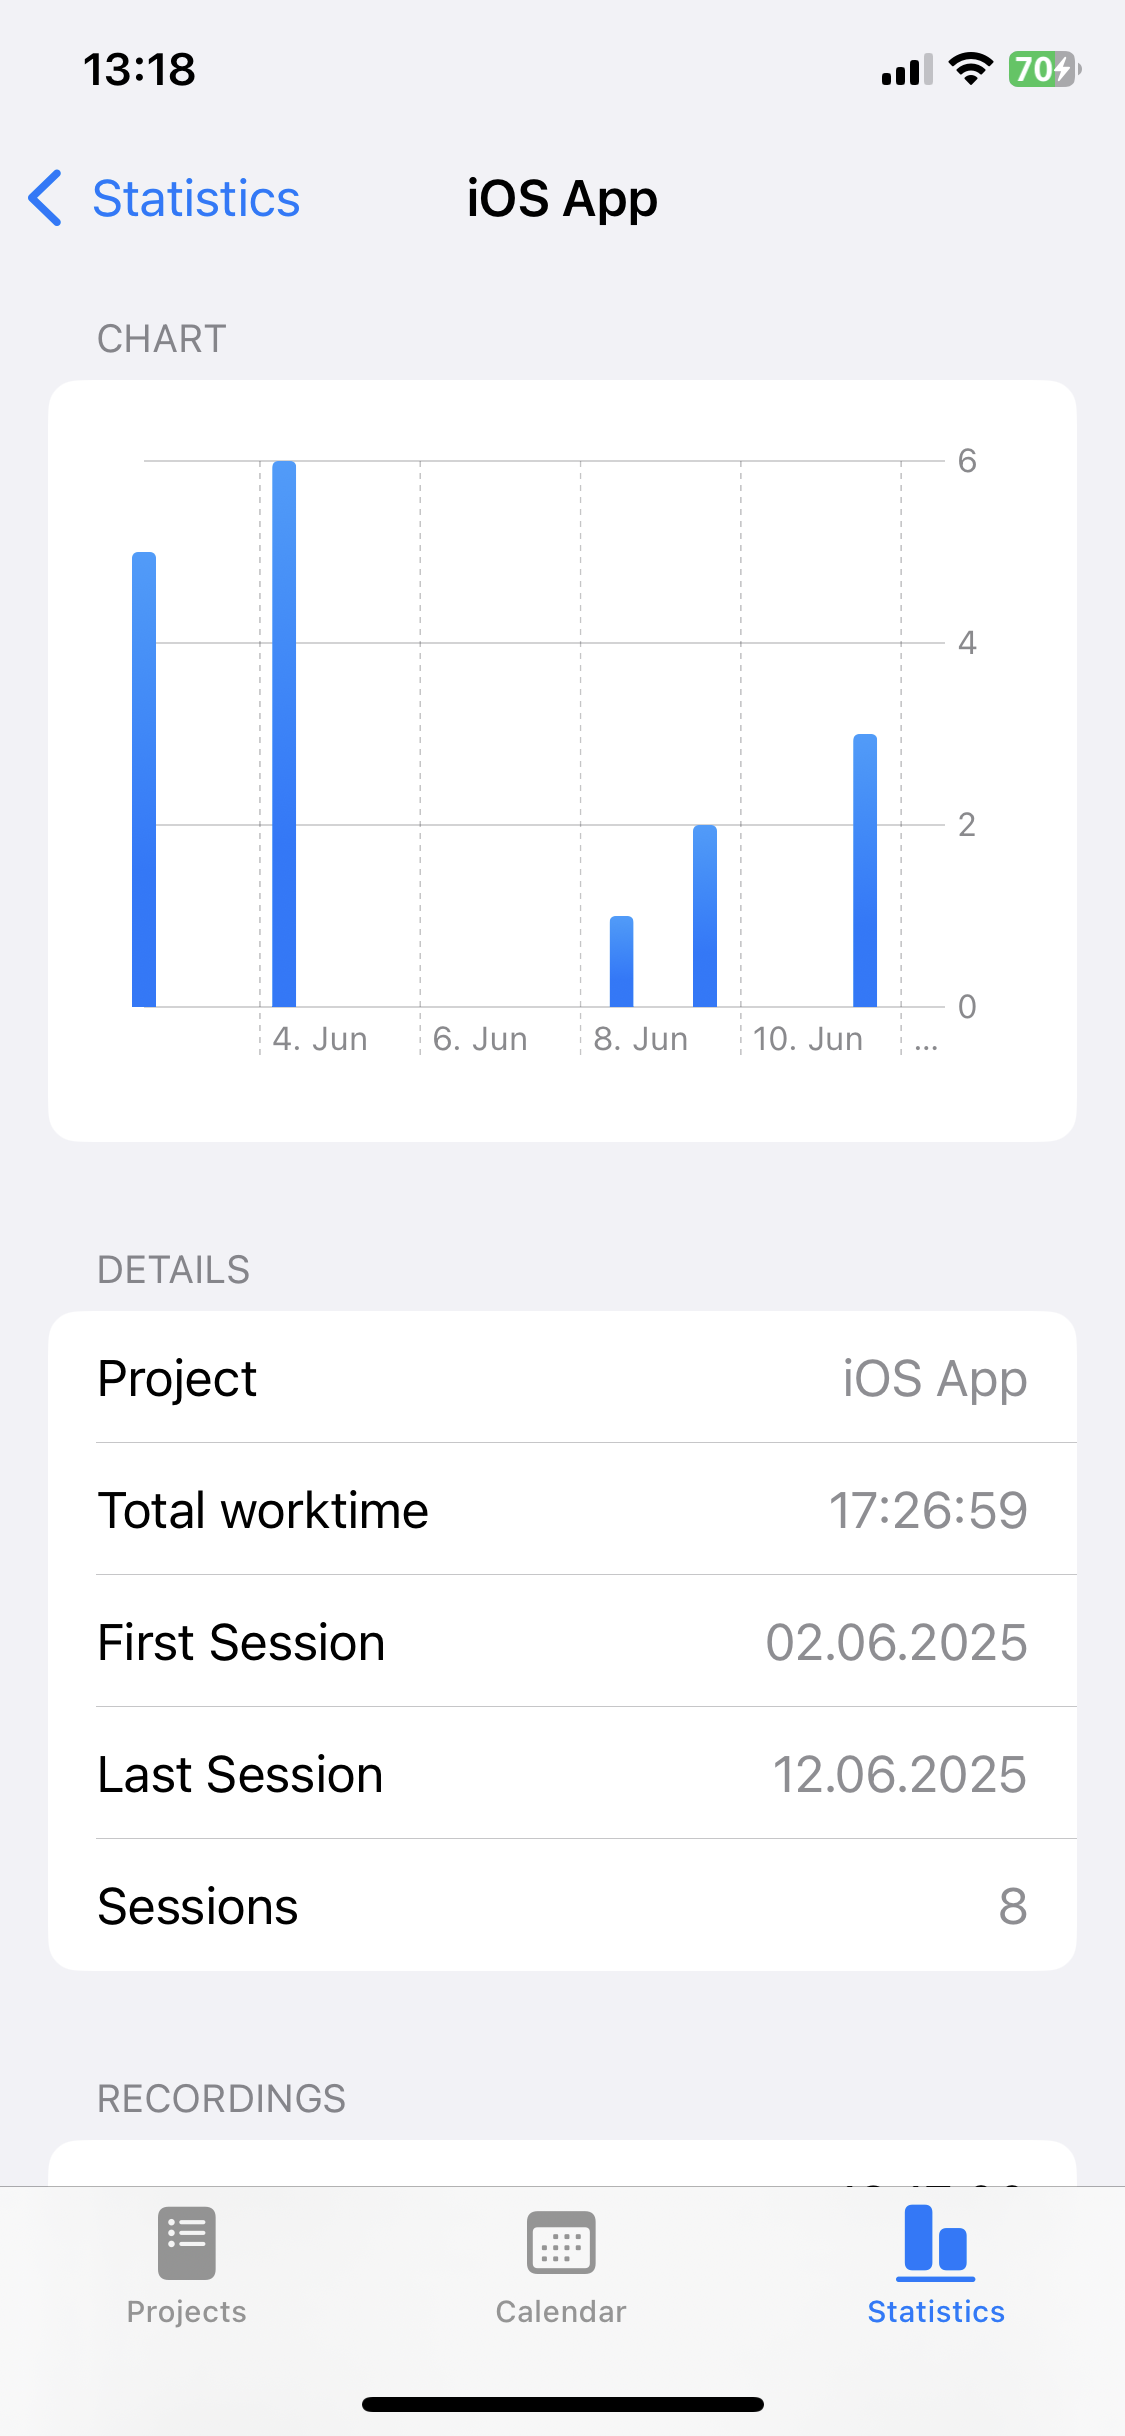 13:18
70
Statistics
iOS App
CHART
6
4
2
0
4. Jun
6. Jun
8. Jun
10. Jun
...
DETAILS
Project
iOS App
Total worktime
17:26:59
First Session
02.06.2025
Last Session
12.06.2025
Sessions
8
RECORDINGS
Projects
Calendar
Statistics